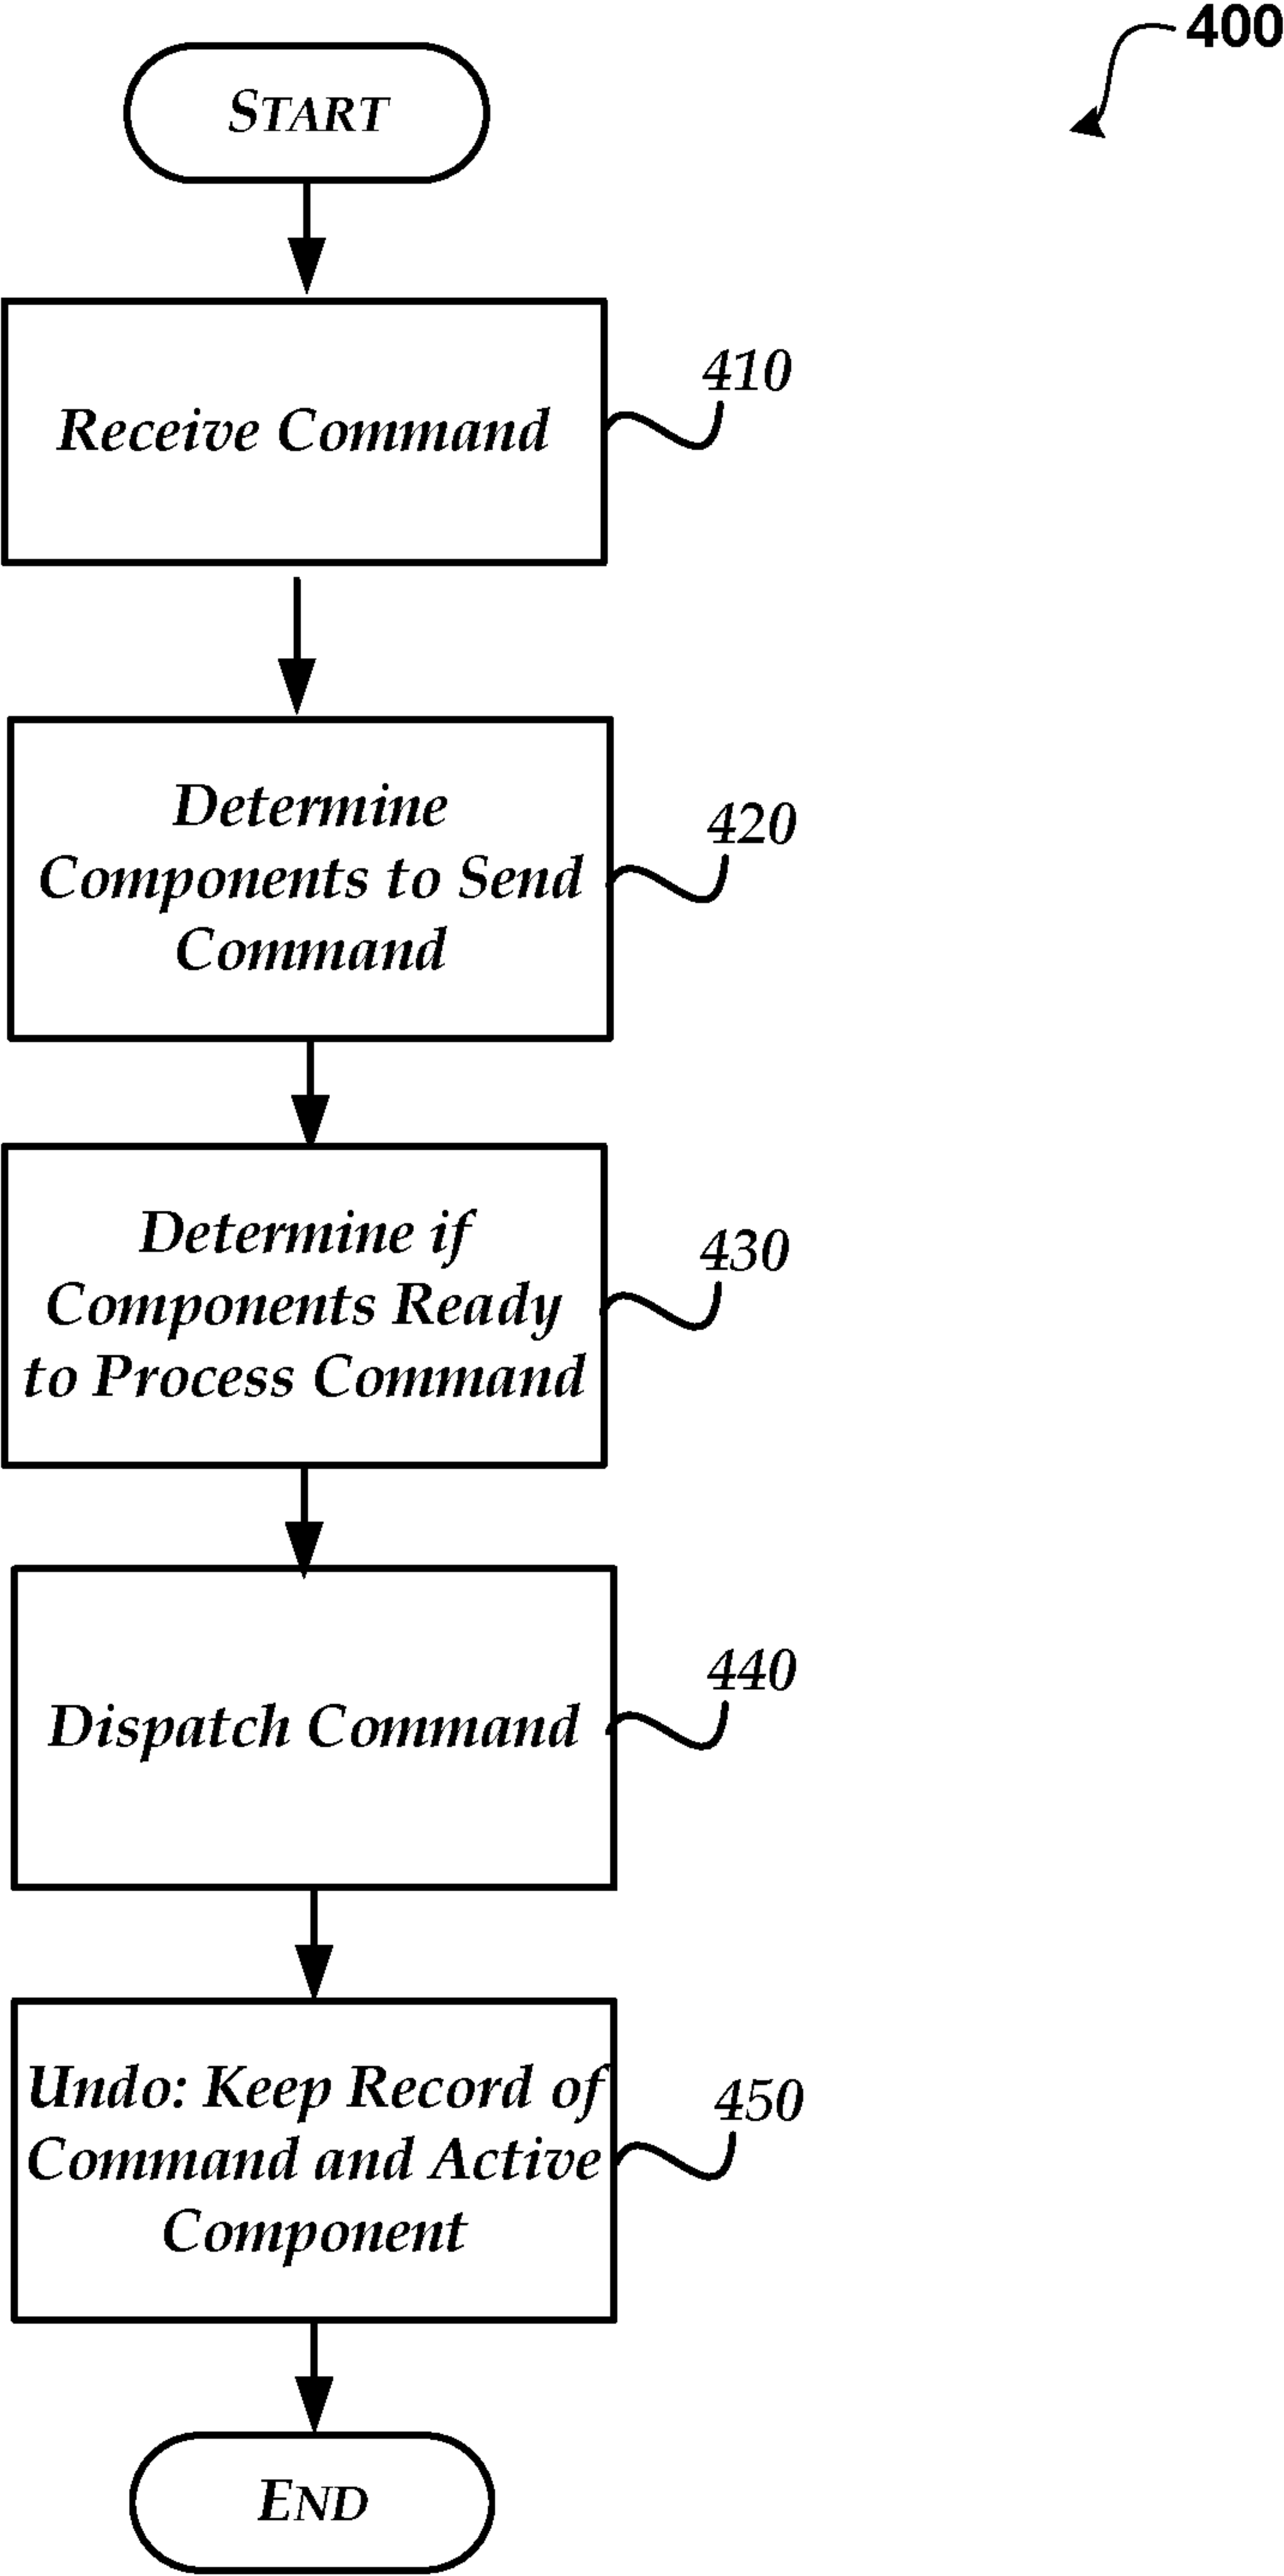 400
START
Receive Command
410
Determine
Components to Send
Command
420
Determine if
Components Ready
to Process Command
430
Dispatch Command
440
Undo: Keep Record of
Command and Active
Component
450
END